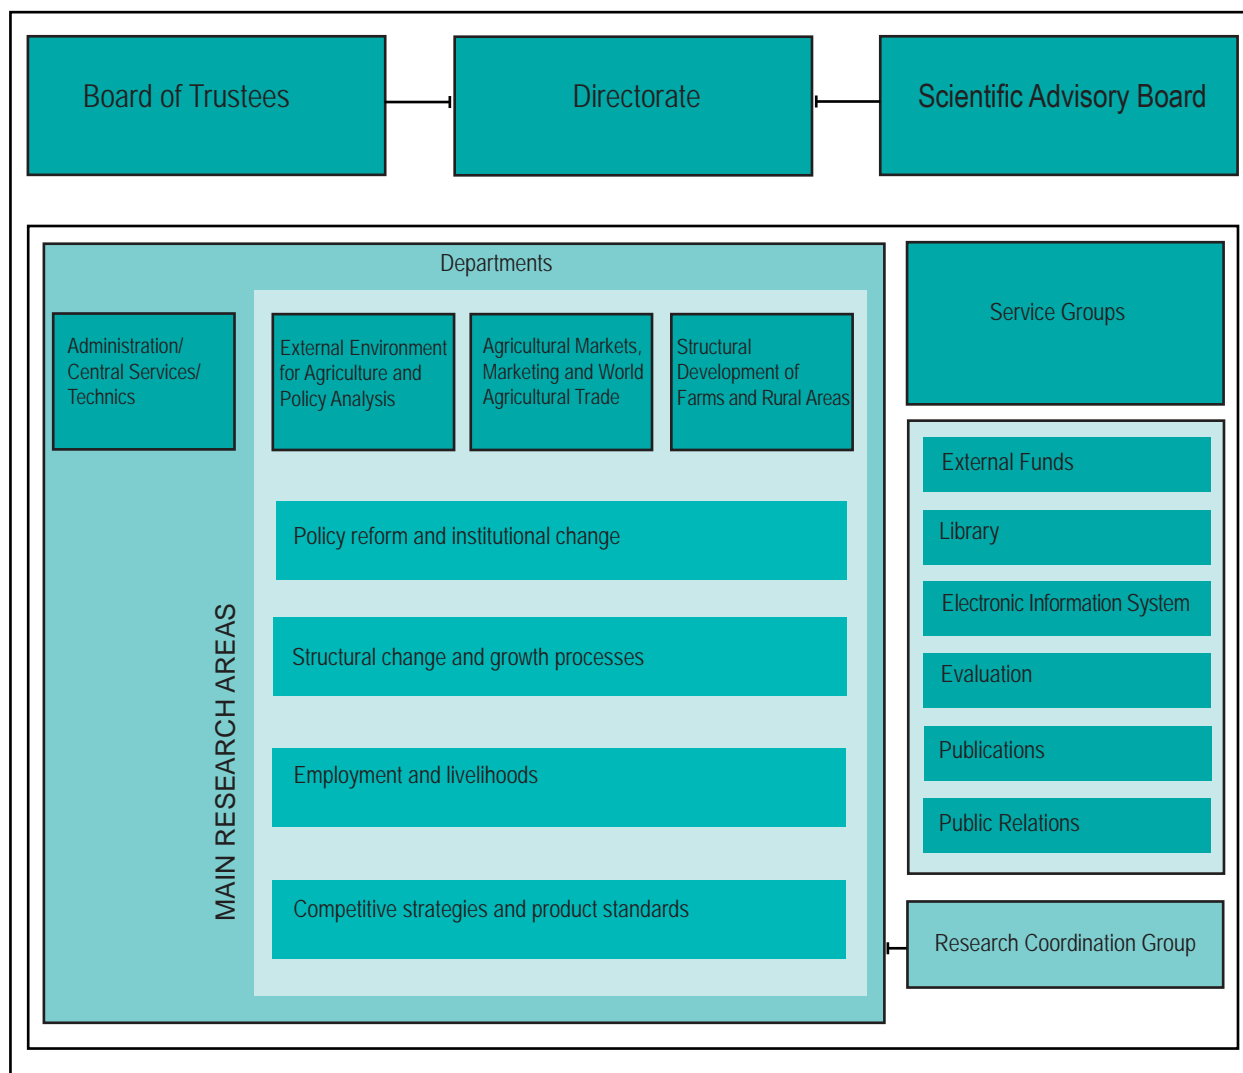 Board of Trustees
Directorate
Scientific Advisory Board
Departments
Administration/
Central Services/
Technics
External Environment
for Agriculture and
Policy Analysis
Agricultural Markets,
Marketing and World
Agricultural Trade
Structural
Development of
Farms and Rural Areas
MAIN RESEARCH AREAS
Policy reform and institutional change
Structural change and growth processes
Employment and livelihoods
Competitive strategies and product standards
Service Groups
External Funds
Library
Electronic Information System
Evaluation
Publications
Public Relations
Research Coordination Group